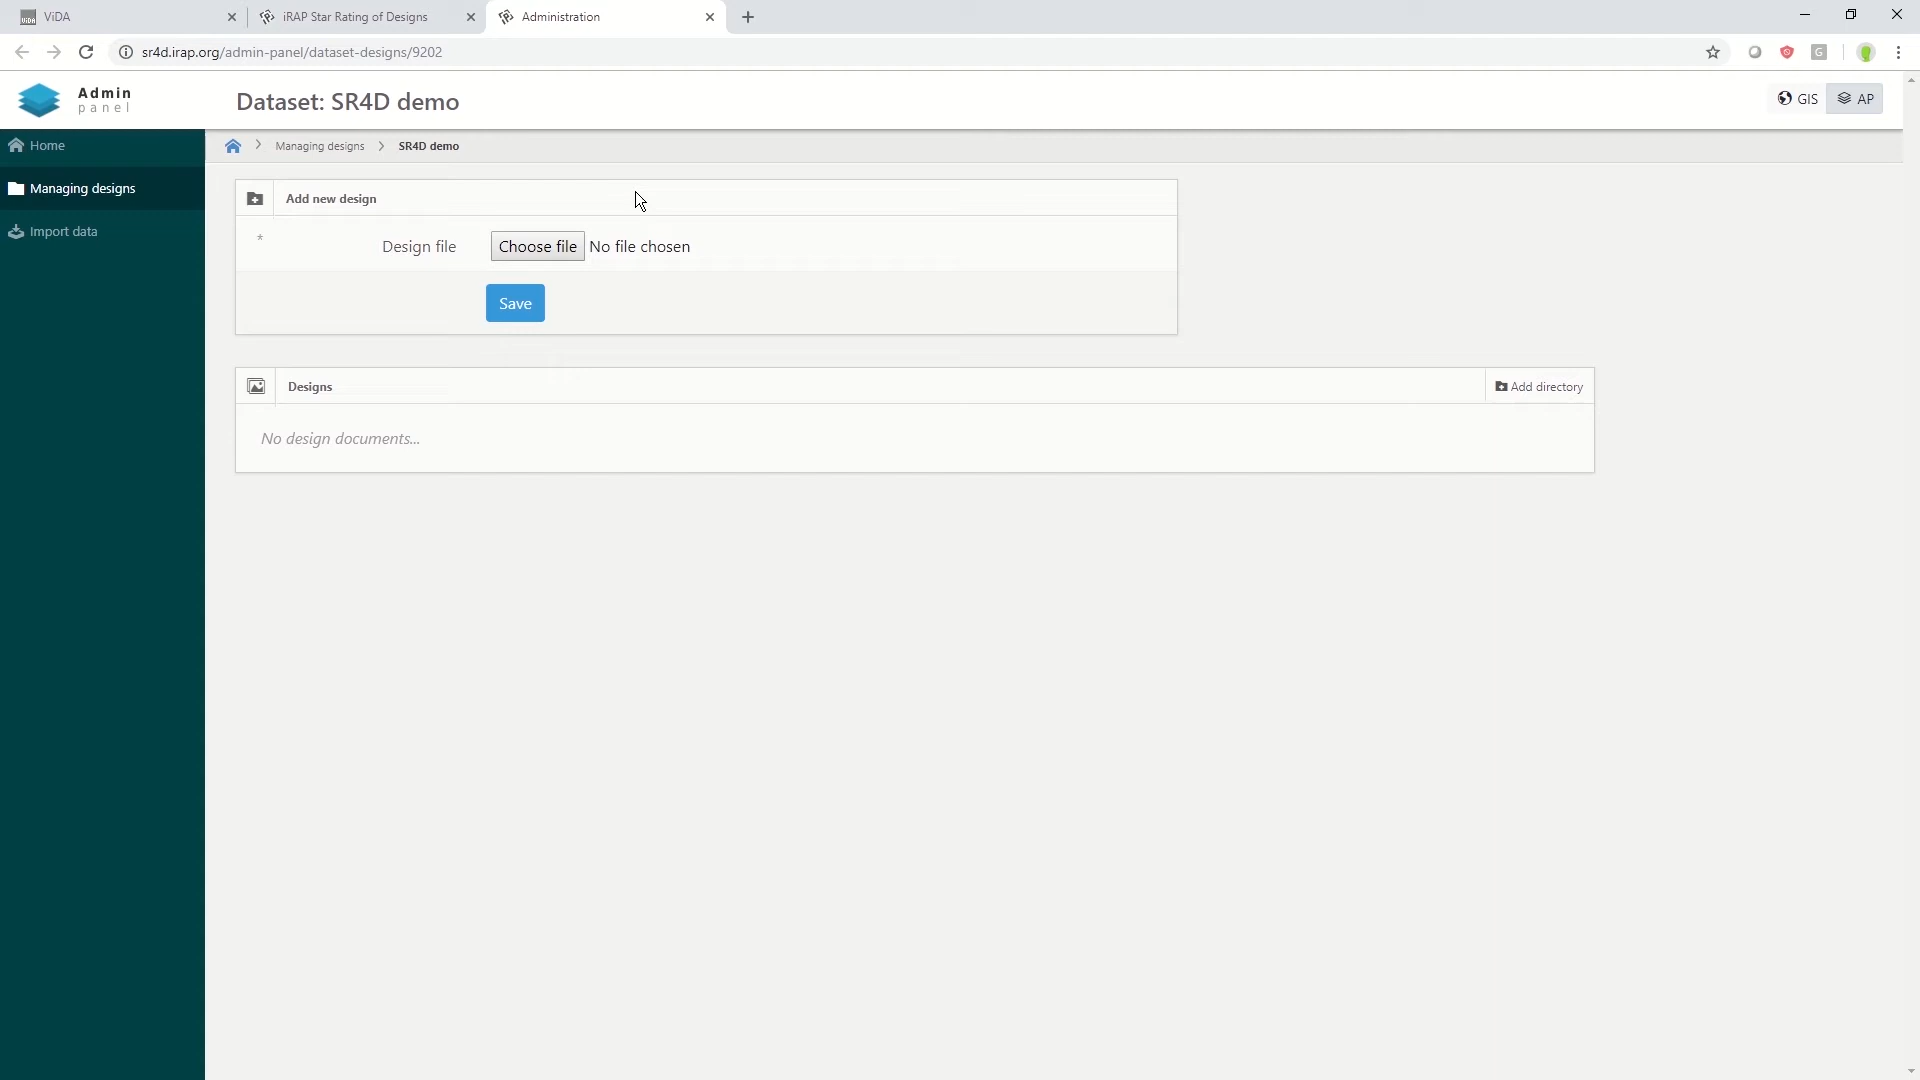 ViDA
iRAP Star Rating of Designs
Administration
sr4d.irap.org/admin-panel/dataset-designs/9202
Admin
panel
Dataset: SR4D demo
GIS
AP
Home
Managing designs
SR4D demo
Managing designs
Import data
Add new design
* Design file
Choose file No file chosen
Save
Designs
Add directory
No design documents...